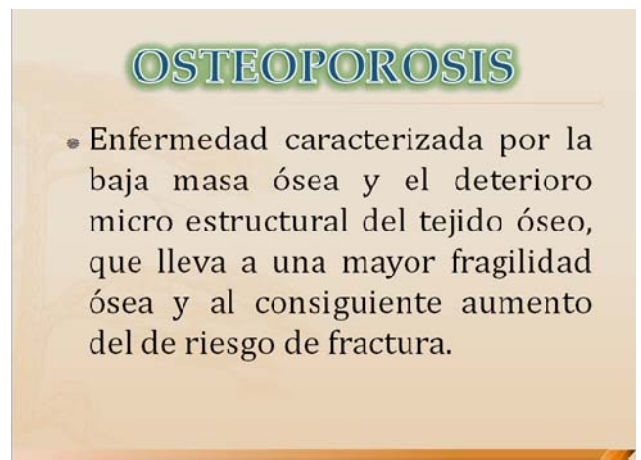 OSTEOPOROSIS
Enfermedad caracterizada por la
baja masa ósea y el deterioro
micro estructural del tejido óseo,
que lleva a una mayor fragilidad
ósea y al consiguiente aumento
del de riesgo de fractura.